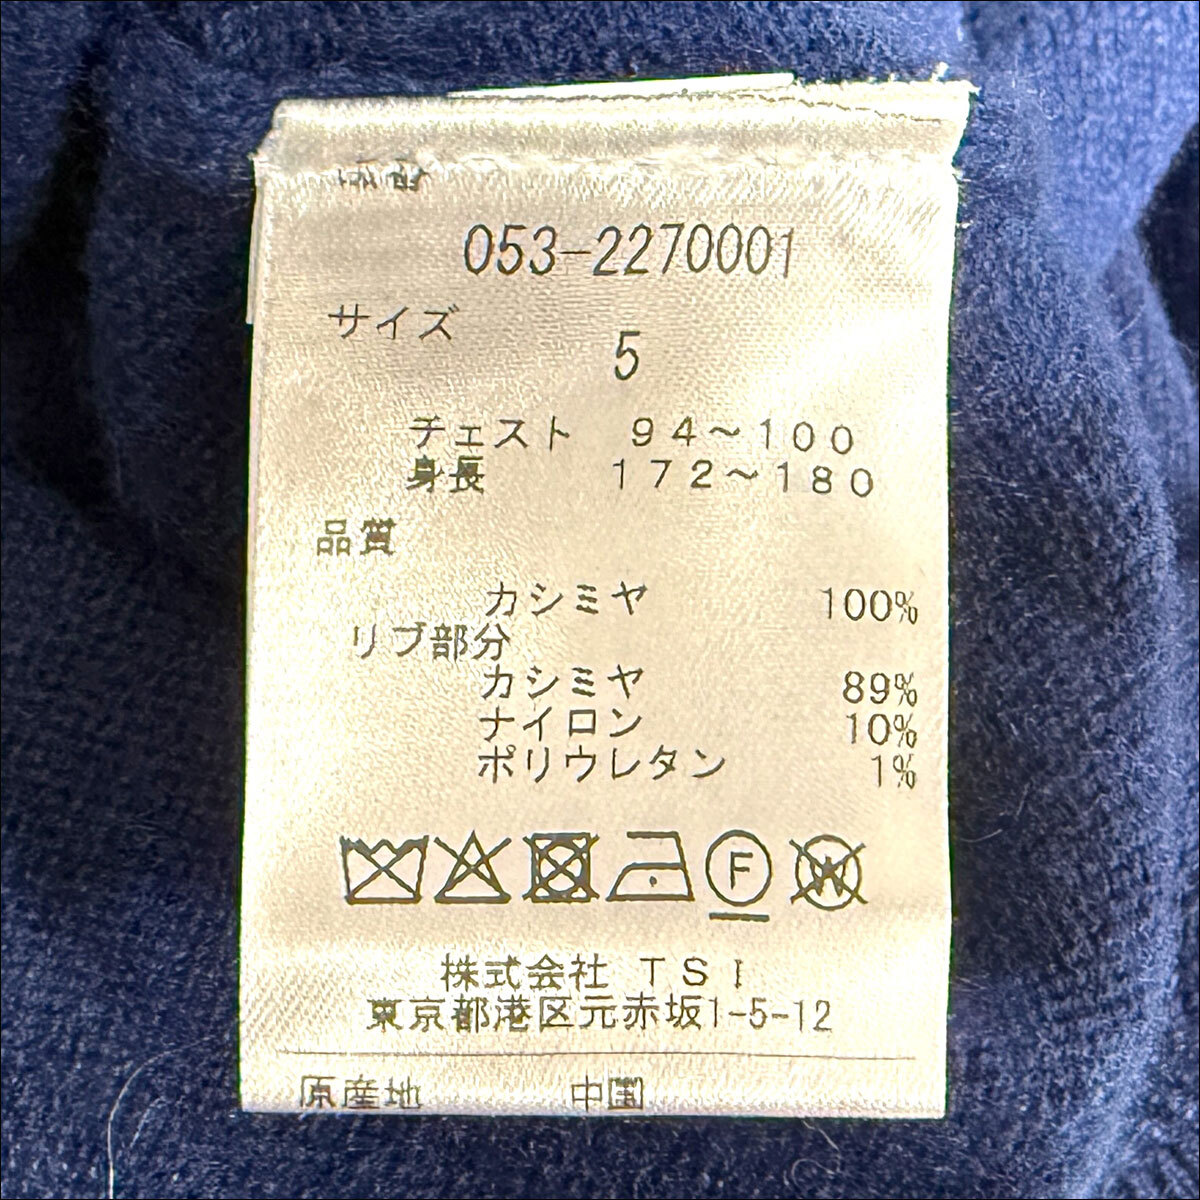 053-2270001
サイズ
5
チェスト 94～100
身長 172～180
品質
カシミヤ 100%
リブ部分
カシミヤ 89%
ナイロン 10%
ポリウレタン 1%
F W
株式会社 TSI
東京都港区元赤坂1-5-12
原産地 中国